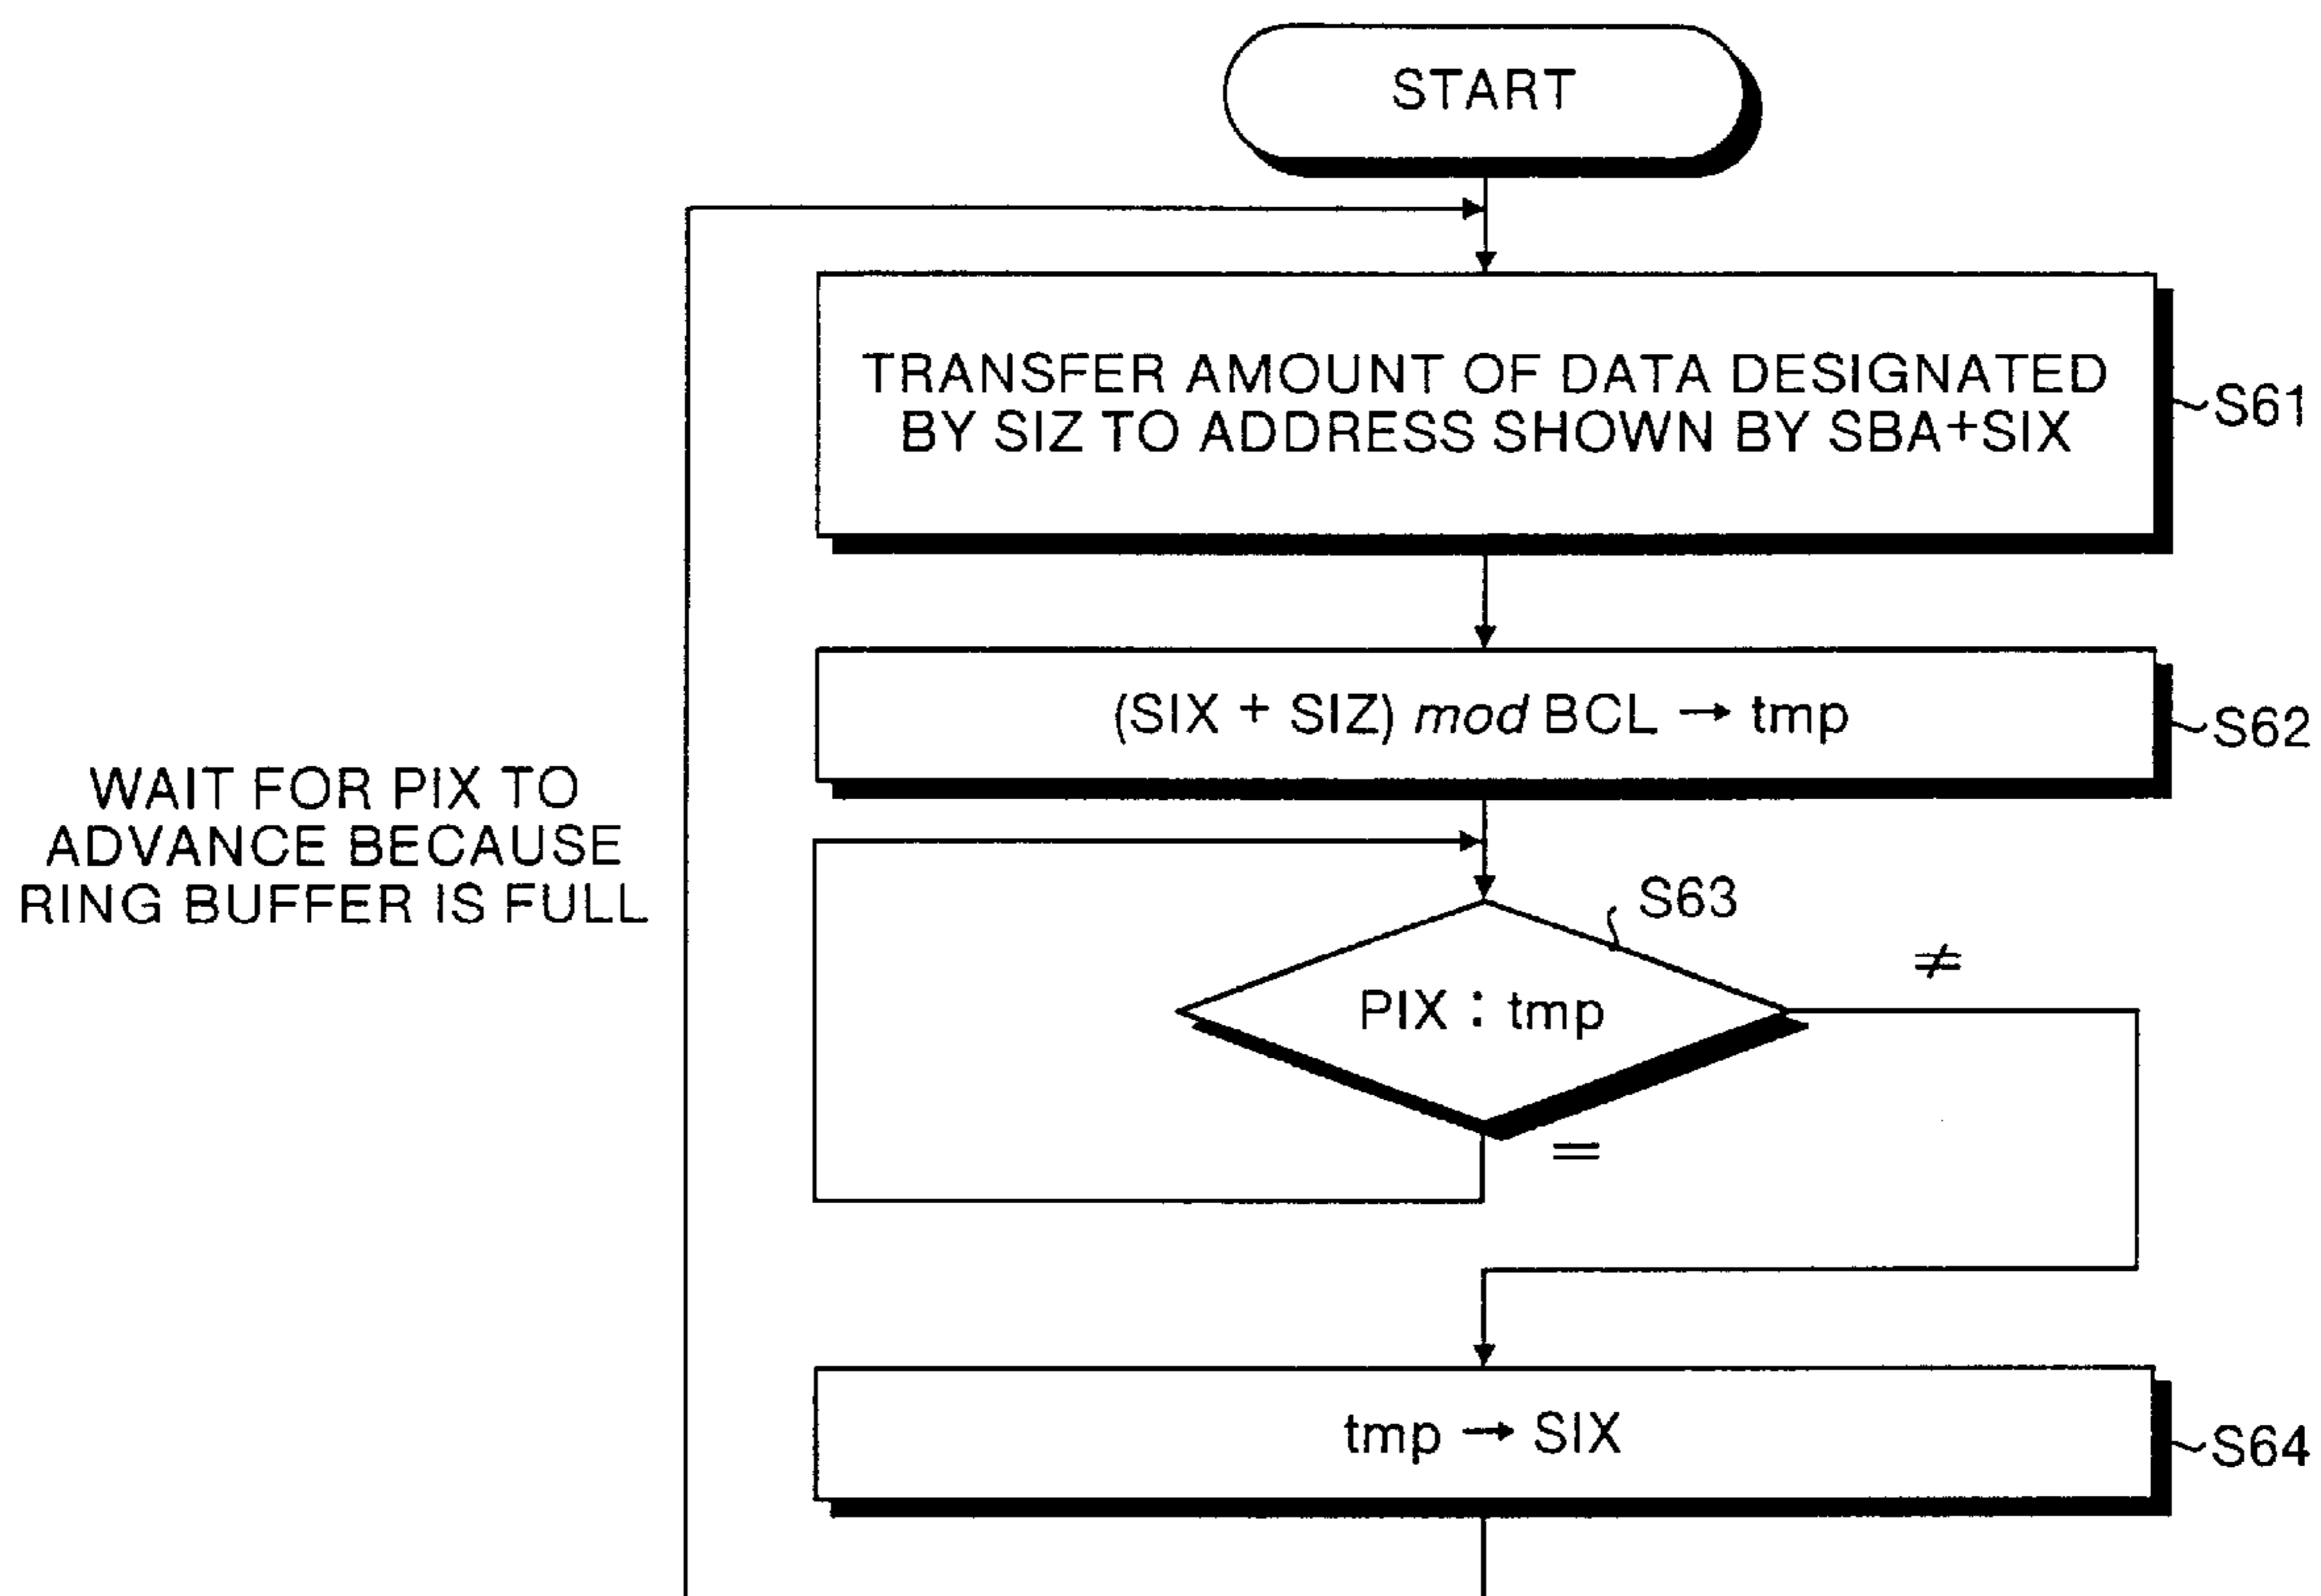 START
TRANSFER AMOUNT OF DATA DESIGNATED
BY SIZ TO ADDRESS SHOWN BY SBA+SIX
S61
(SIX + SIZ) mod BCL → tmp
S62
WAIT FOR PIX TO
ADVANCE BECAUSE
RING BUFFER IS FULL
S63
≠
PIX : tmp
=
tmp → SIX
S64